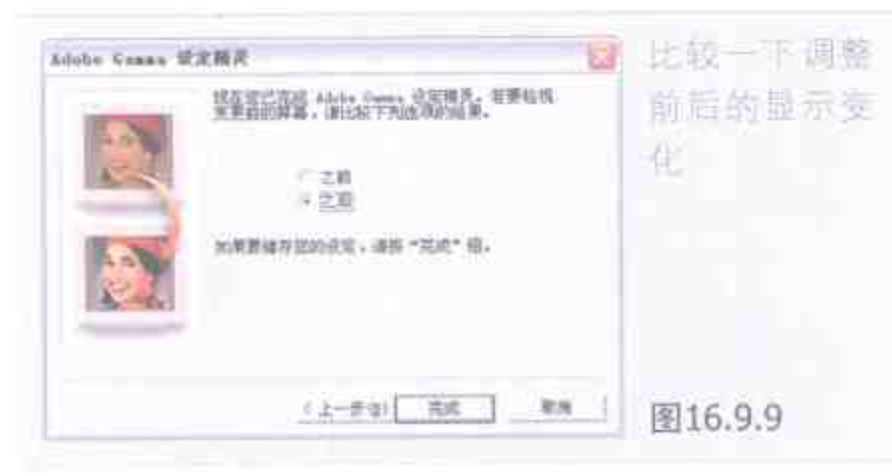 Adobe Gamma 设定精灵
现在您已完成 Adobe Gamma 设定精灵。若要检视
变更前的屏幕，请比较下列选项的结果。
之前
之后
如果要储存您的设定，请按“完成”钮。
上一步
完成
取消
比较一下调整
前后的显示变
化
图16.9.9